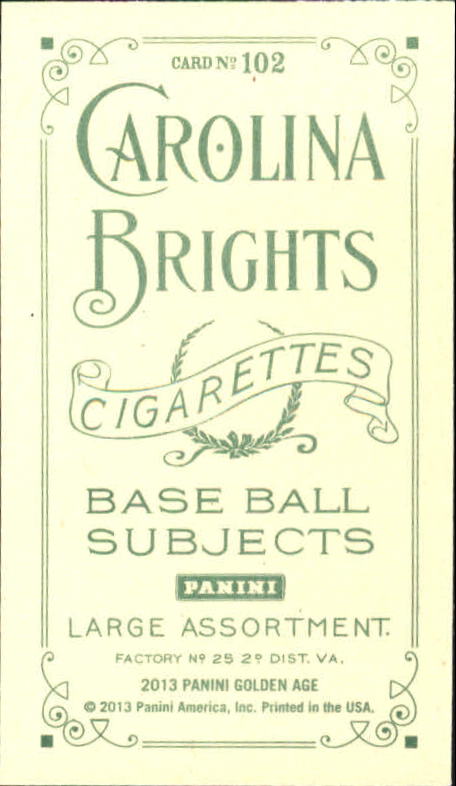 CARD Nº 102
CAROLINA
BRIGHTS
CIGARETTES
BASE BALL
SUBJECTS
PANINI
LARGE ASSORTMENT.
FACTORY Nº 25 2º DIST. VA.
2013 PANINI GOLDEN AGE
© 2013 Panini America, Inc. Printed in the USA.